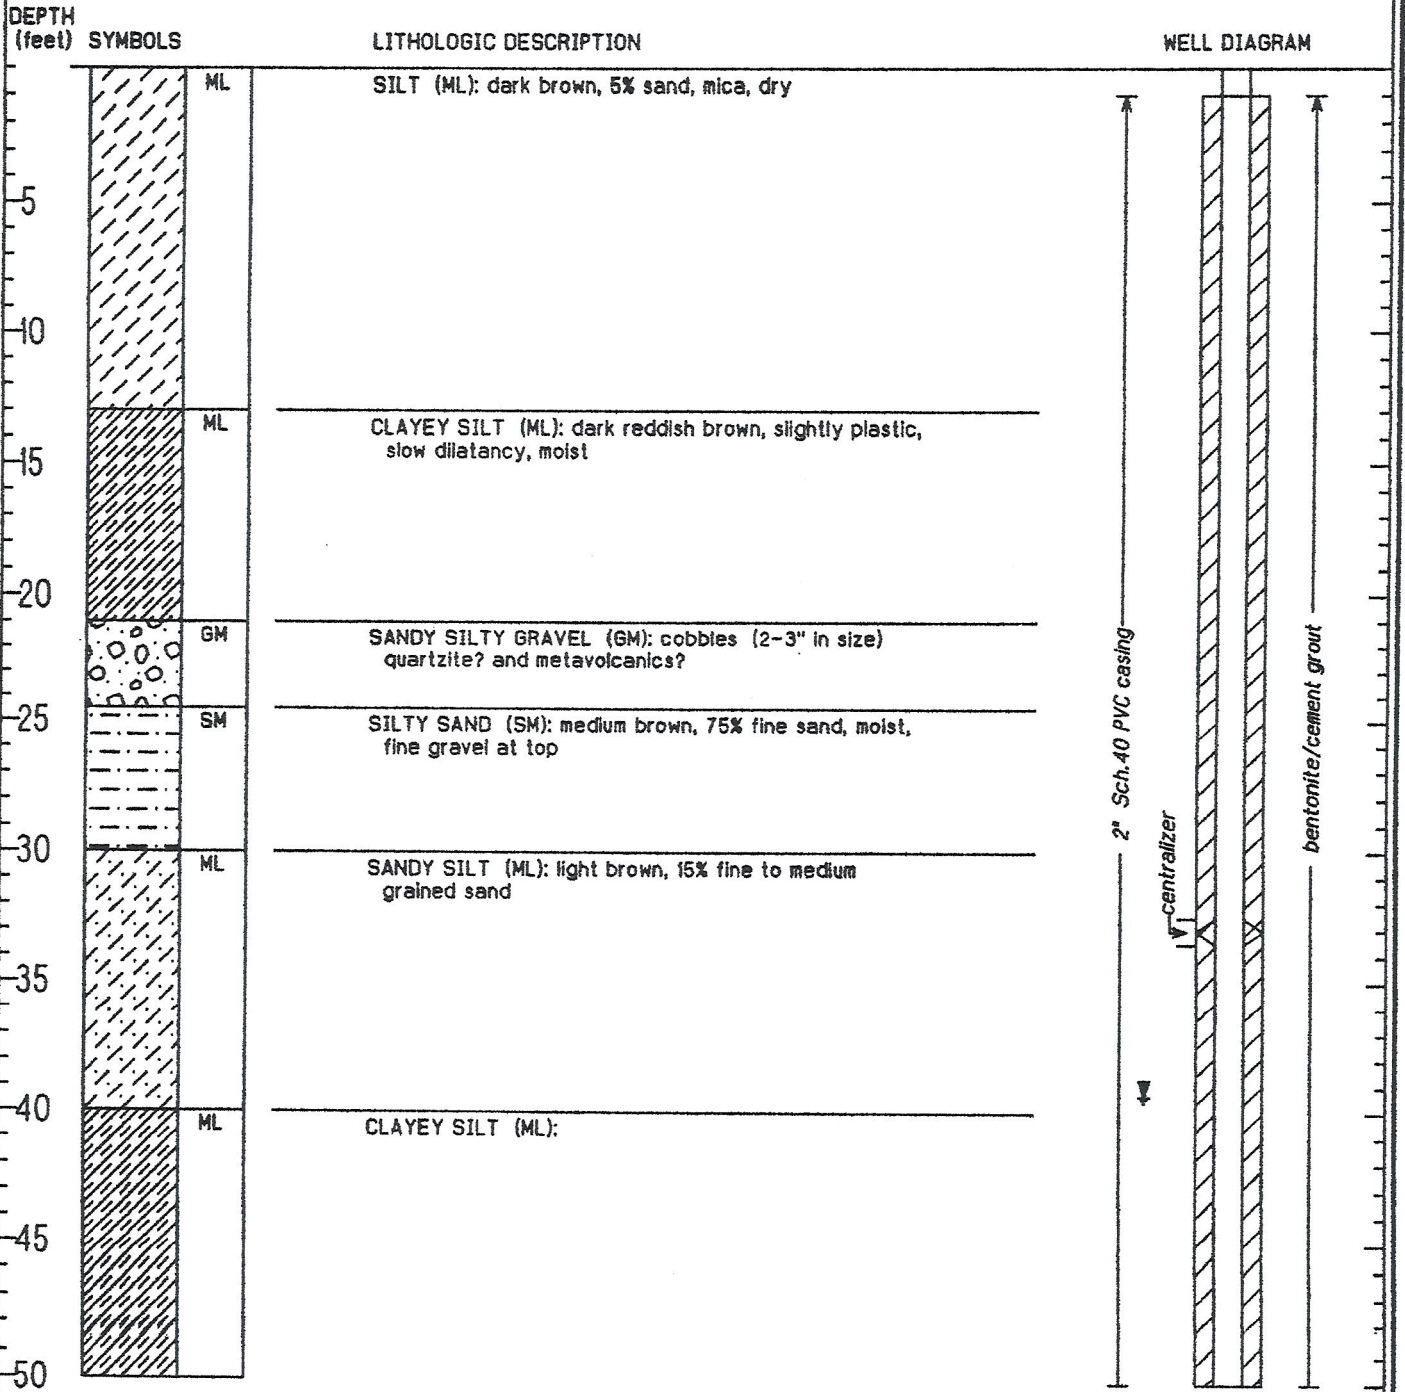 DEPTH
(feet) SYMBOLS LITHOLOGIC DESCRIPTION WELL DIAGRAM
ML SILT (ML): dark brown, 5% sand, mica, dry
5
10
ML CLAYEY SILT (ML): dark reddish brown, slightly plastic,
slow dilatancy, moist
15
20
GM SANDY SILTY GRAVEL (GM): cobbles (2-3" in size)
quartzite? and metavolcanics?
25
SM SILTY SAND (SM): medium brown, 75% fine sand, moist,
fine gravel at top
30
ML SANDY SILT (ML): light brown, 15% fine to medium
grained sand
35
40
ML CLAYEY SILT (ML):
45
50
2" Sch.40 PVC casing
centralizer
bentonite/cement grout